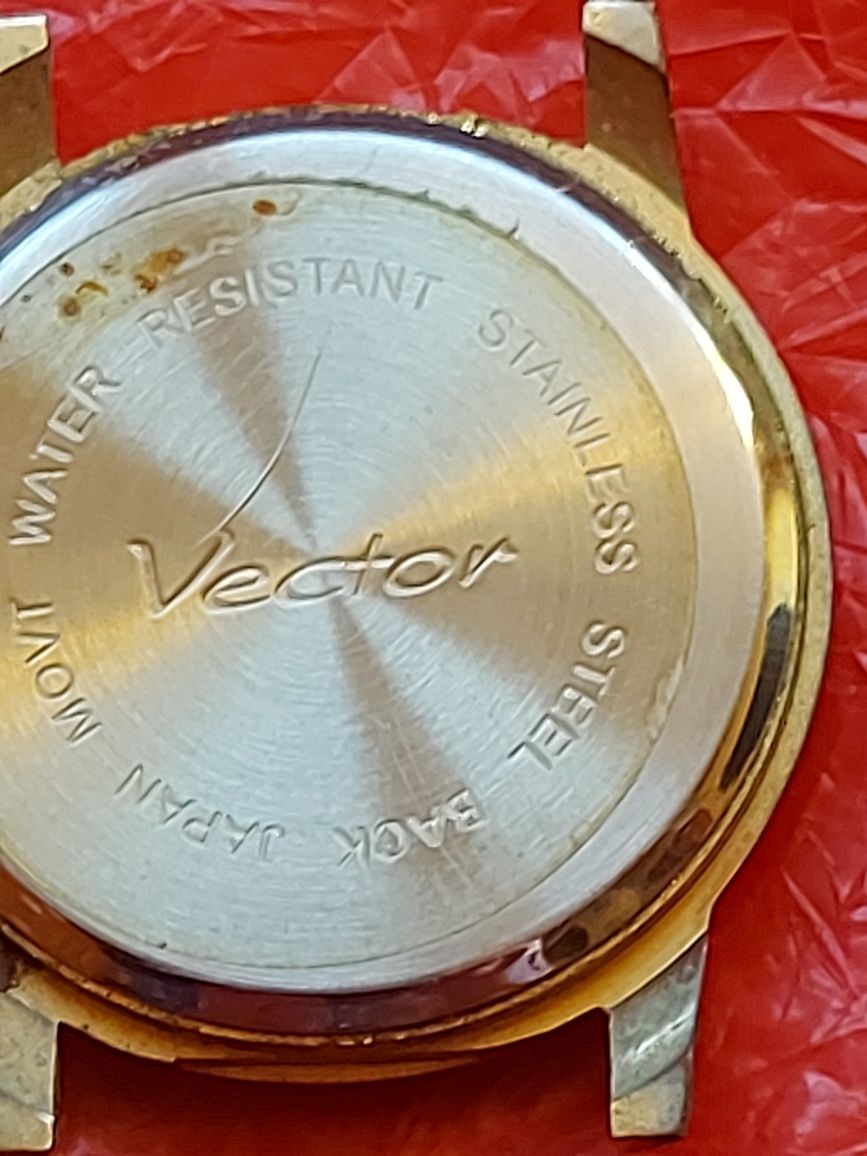 WATER RESISTANT STAINLESS STEEL BACK JAPAN MOVT
Vector